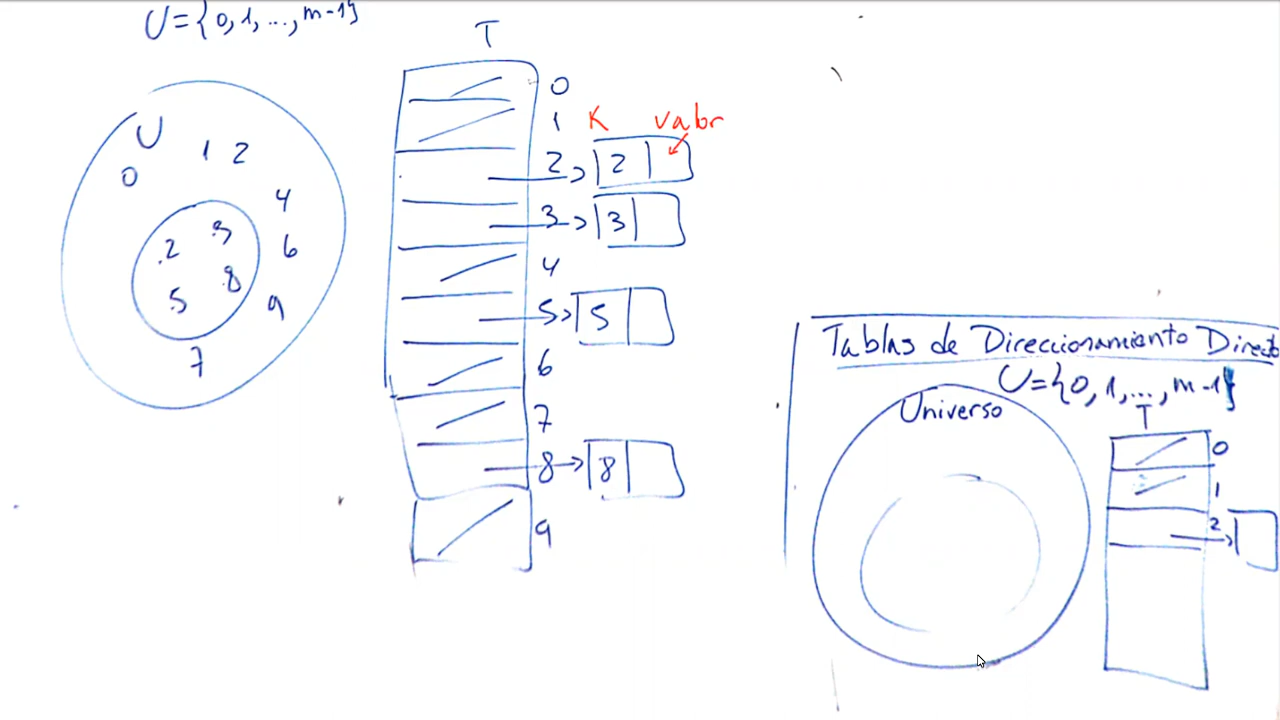 U={0,1,...,m-1}
T
0
1
K valor
2 2
3 3
4
5 5
6
7
8 8
9
U
0 1 2
4
.2 .3
6
.5 .8
9
7
Tablas de Direccionamiento Directo
U={0,1,...,m-1}
Universo
T
0
1
2